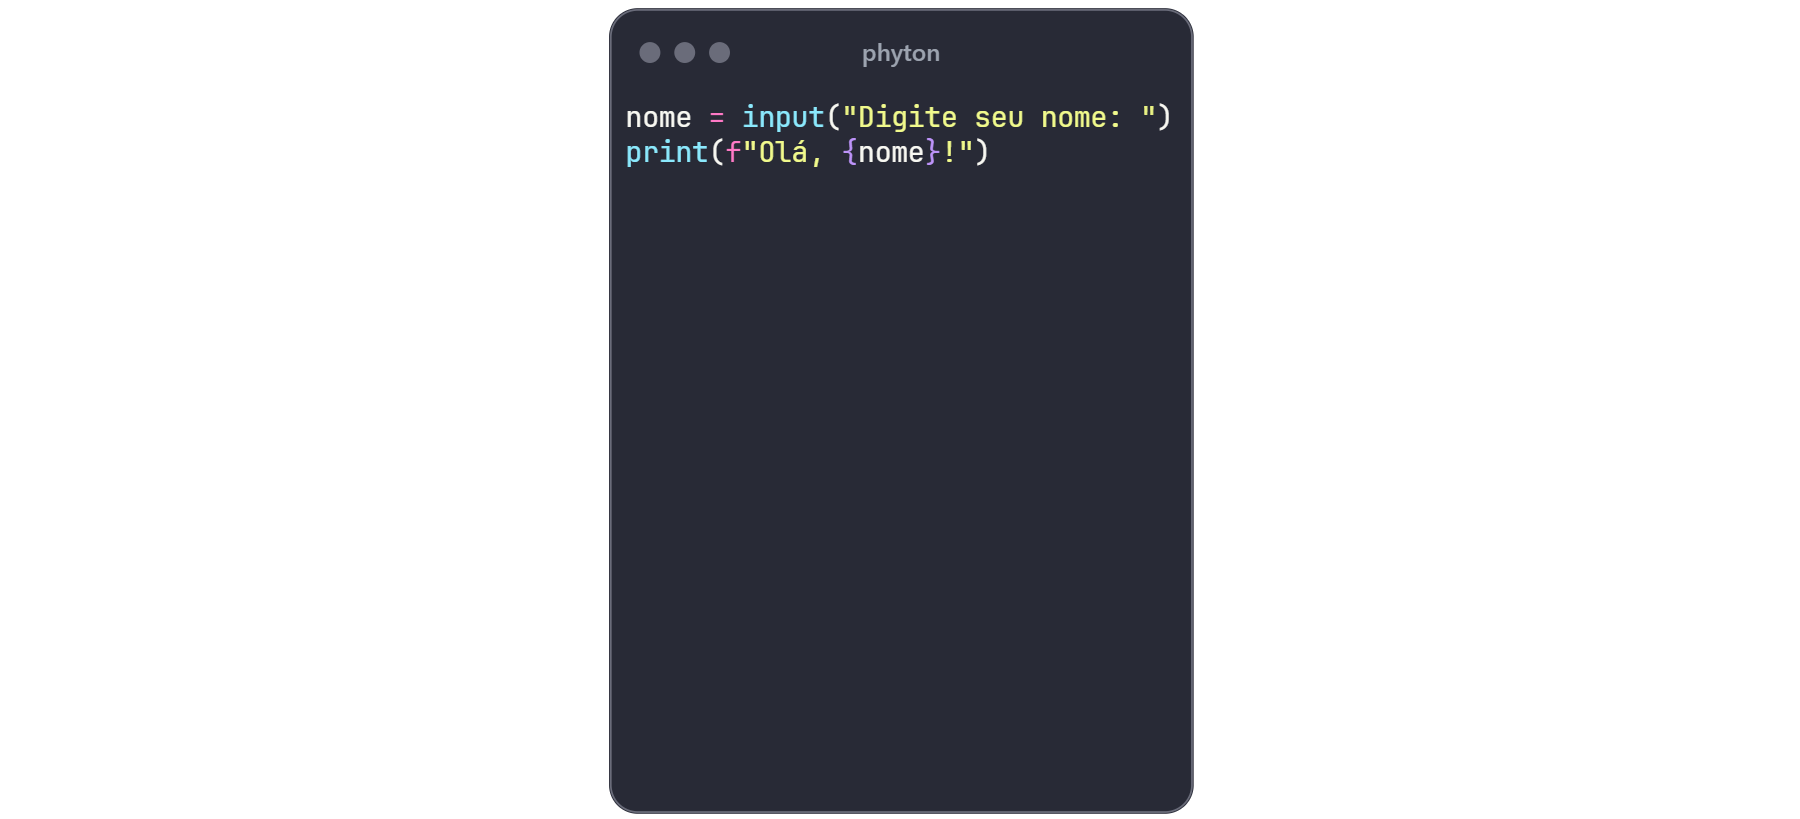 phyton
nome = input("Digite seu nome: ")
print(f"Olá, {nome}!")